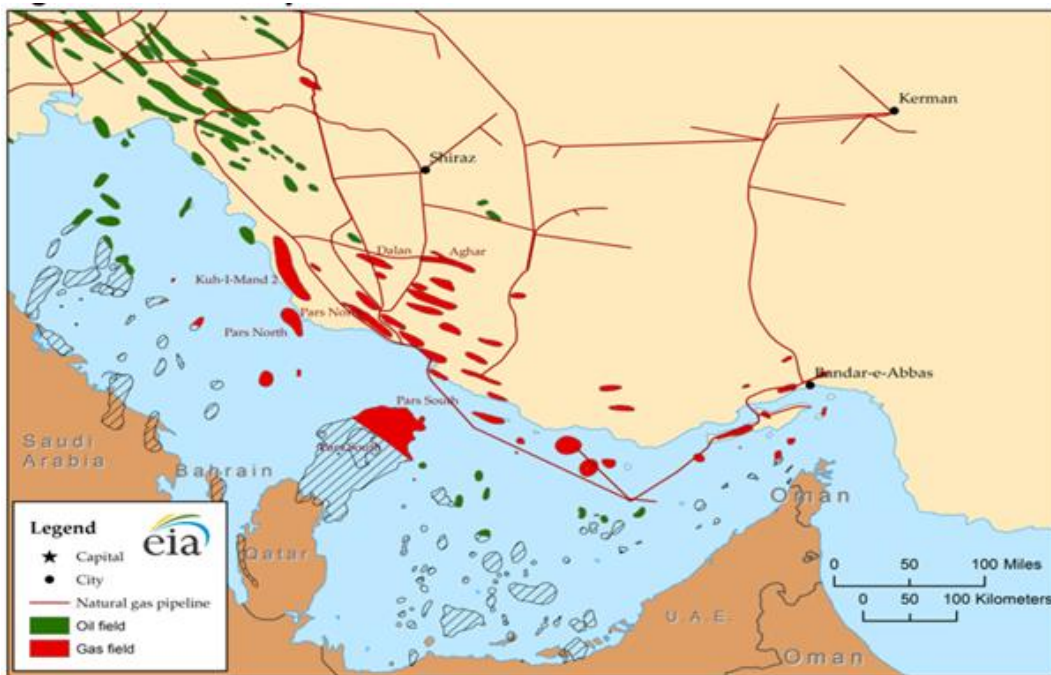 Kerman
Shiraz
Dalan
Aghar
Kuh-I-Mand 2
Pars North
Pars North
Bandar-e-Abbas
Pars South
Pars South
Saudi
Arabia
Bahrain
Qatar
Oman
U.A.E.
Oman
Legend
eia
Capital
City
Natural gas pipeline
Oil field
Gas field
0 50 100 Miles
0 50 100 Kilometers